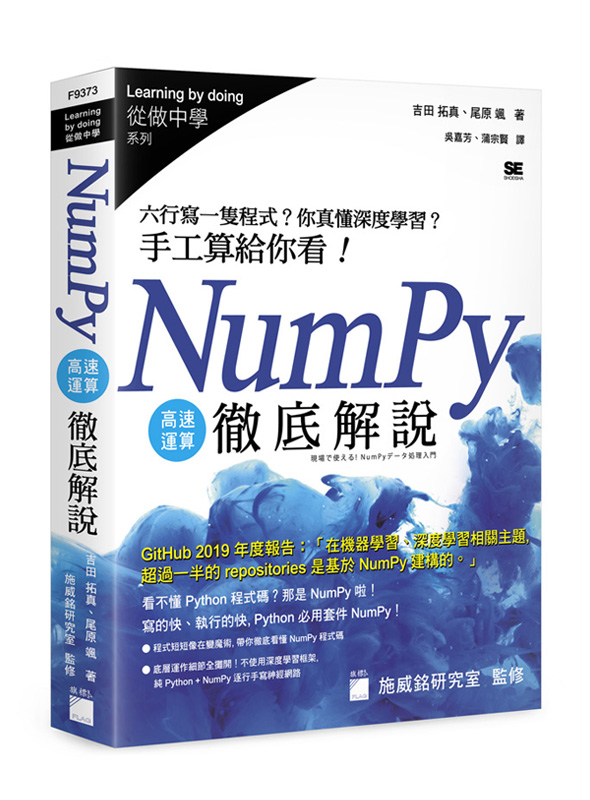 F9373
Learning
by doing
從做中學
NumPy
高速
運算
徹底解說
吉田 拓真、尾原 颯 著
施威銘研究室 監修
旗標
FLAG
Learning by doing
從做中學
系列
吉田 拓真、尾原 颯 著
吳嘉芳、蒲宗賢 譯
SE
SHOEISHA
六行寫一隻程式？你真懂深度學習？
手工算給你看！
NumPy
高速
運算
徹底解說
現場で使える! NumPyデータ処理入門
GitHub 2019 年度報告：「在機器學習、深度學習相關主題,
超過一半的 repositories 是基於 NumPy 建構的。」
看不懂 Python 程式碼？那是 NumPy 啦！
寫的快、執行的快, Python 必用套件 NumPy！
● 程式短短像在變魔術, 帶你徹底看懂 NumPy 程式碼
● 底層運作細節全攤開！不使用深度學習框架,
純 Python + NumPy 逐行手寫神經網路
旗標
FLAG
施威銘研究室 監修